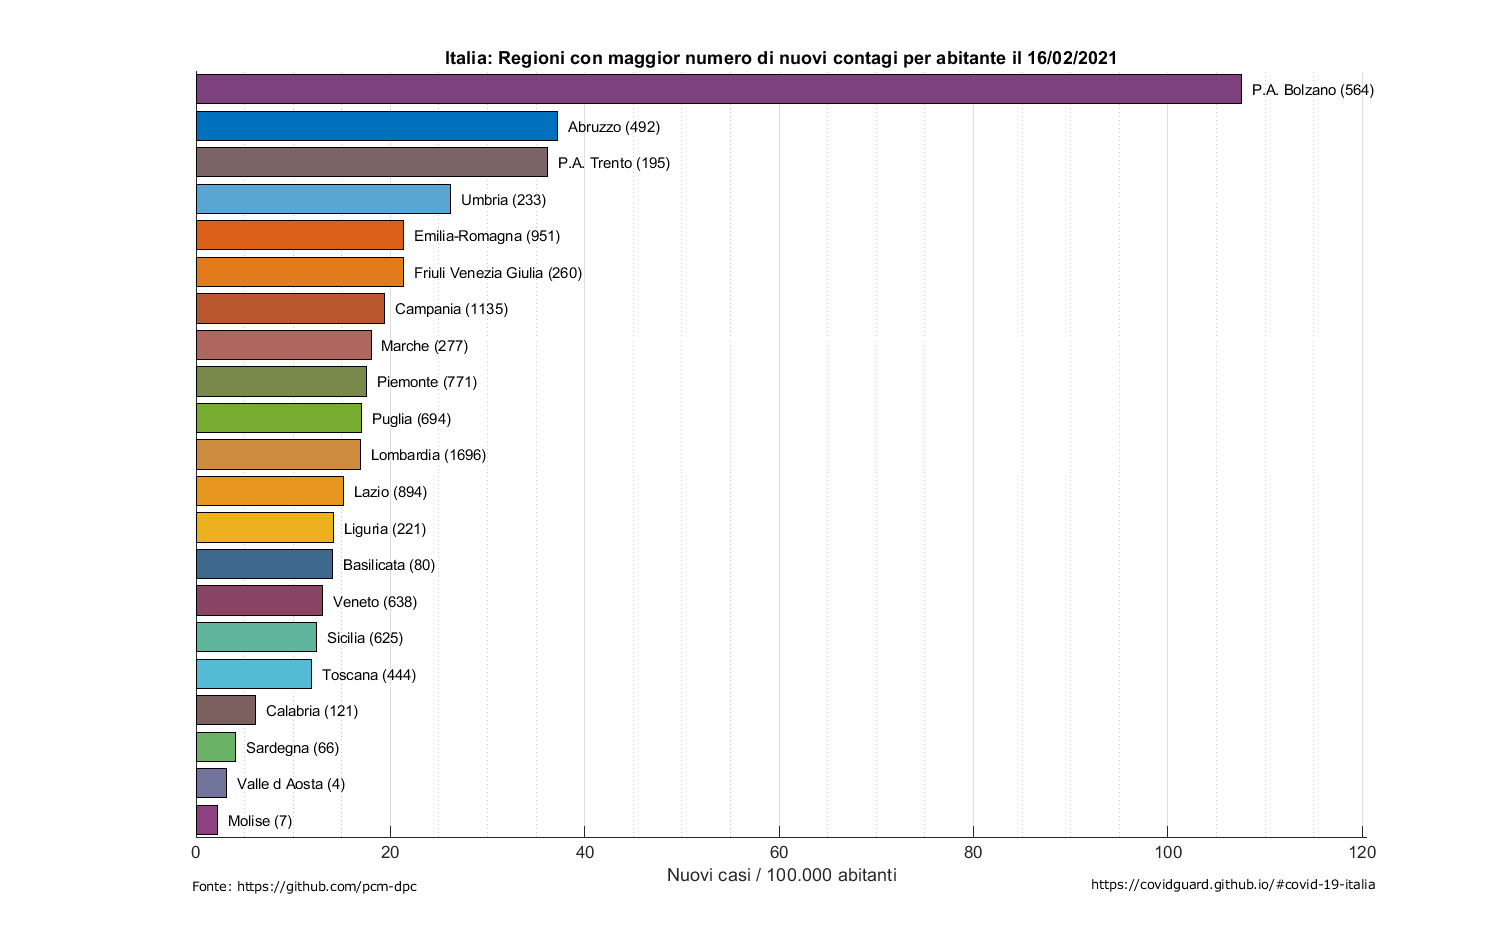 Italia: Regioni con maggior numero di nuovi contagi per abitante il 16/02/2021
P.A. Bolzano (564)
Abruzzo (492)
P.A. Trento (195)
Umbria (233)
Emilia-Romagna (951)
Friuli Venezia Giulia (260)
Campania (1135)
Marche (277)
Piemonte (771)
Puglia (694)
Lombardia (1696)
Lazio (894)
Liguria (221)
Basilicata (80)
Veneto (638)
Sicilia (625)
Toscana (444)
Calabria (121)
Sardegna (66)
Valle d Aosta (4)
Molise (7)
0 20 40 60 80 100 120
Nuovi casi / 100.000 abitanti
Fonte: https://github.com/pcm-dpc
https://covidguard.github.io/#covid-19-italia